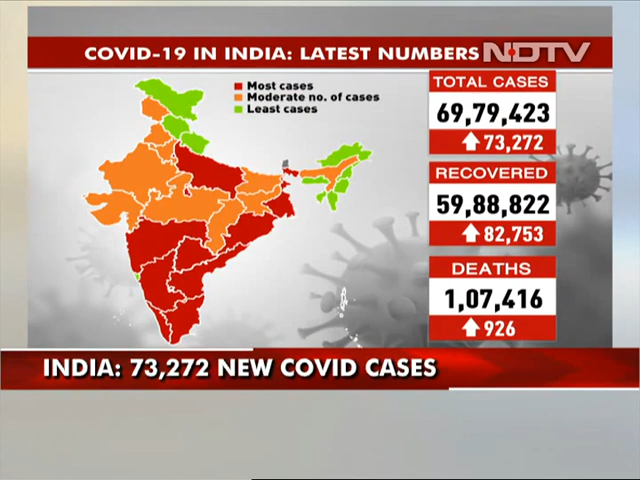 COVID-19 IN INDIA: LATEST NUMBERS
NDTV
Most cases
Moderate no. of cases
Least cases
TOTAL CASES
69,79,423
73,272
RECOVERED
59,88,822
82,753
DEATHS
1,07,416
926
INDIA: 73,272 NEW COVID CASES